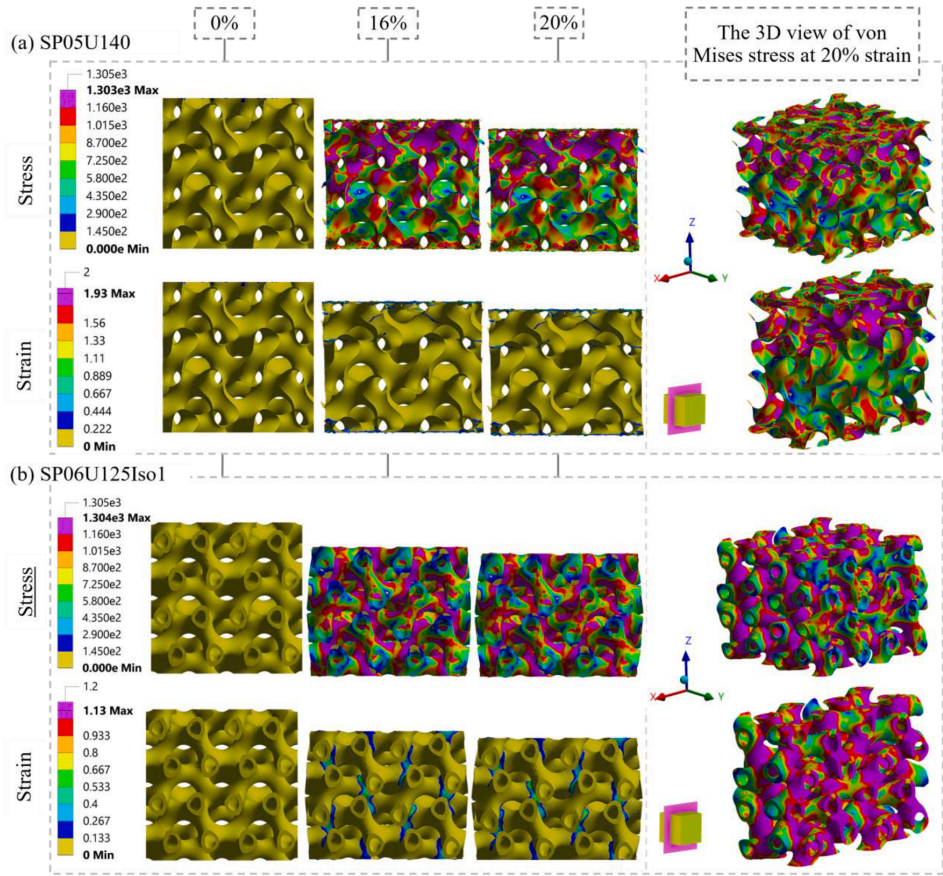 0%
16%
20%
The 3D view of von
Mises stress at 20% strain
(a) SP05U140
Stress
1.305e3
1.303e3 Max
1.160e3
1.015e3
8.700e2
7.250e2
5.800e2
4.350e2
2.900e2
1.450e2
0.000e Min
Z
X
Y
Strain
2
1.93 Max
1.56
1.33
1.11
0.889
0.667
0.444
0.222
0 Min
(b) SP06U125Iso1
Stress
1.305e3
1.304e3 Max
1.160e3
1.015e3
8.700e2
7.250e2
5.800e2
4.350e2
2.900e2
1.450e2
0.000e Min
Z
X
Y
Strain
1.2
1.13 Max
0.933
0.8
0.667
0.533
0.4
0.267
0.133
0 Min